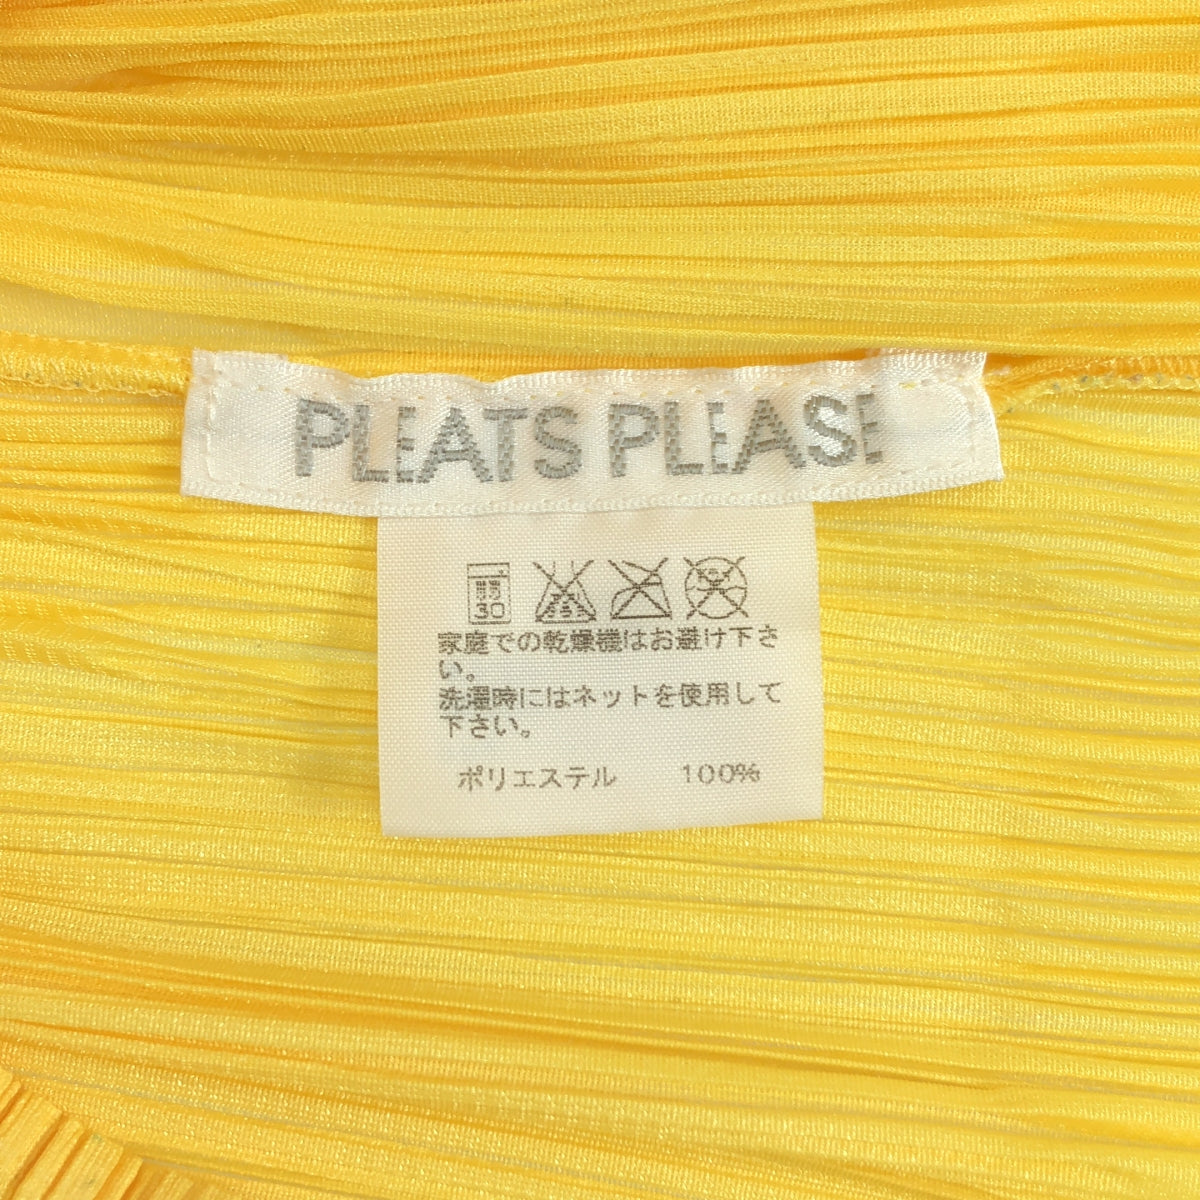 PLEATS PLEASE
弱
30
家庭での乾燥機はお避け下さ
い。
洗濯時にはネットを使用して
下さい。
ポリエステル 100%